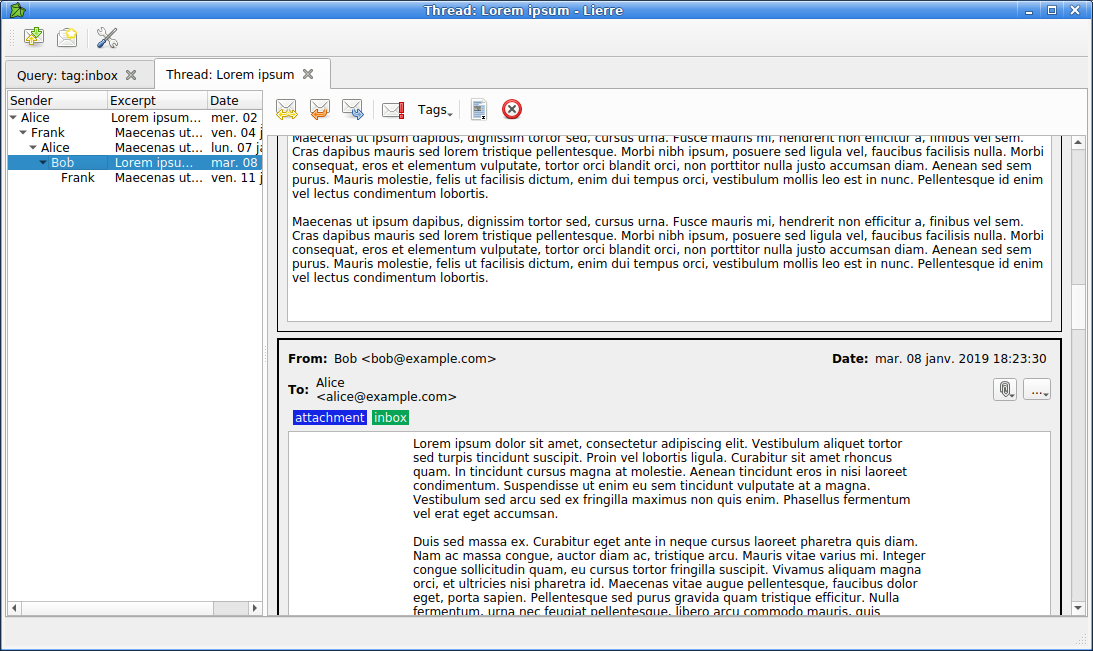 Thread: Lorem ipsum - Lierre
Query: tag:inbox
Thread: Lorem ipsum
Sender Excerpt Date
Alice Lorem ipsum... mer. 02
Frank Maecenas ut... ven. 04 j
Alice Maecenas ut... lun. 07 ja
Bob Lorem ipsu... mar. 08
Frank Maecenas ut... ven. 11 j
Tags
Maecenas ut ipsum dapibus, dignissim tortor sed, cursus urna. Fusce mauris mi, hendrerit non efficitur a, finibus vel sem.
Cras dapibus mauris sed lorem tristique pellentesque. Morbi nibh ipsum, posuere sed ligula vel, faucibus facilisis nulla. Morbi
consequat, eros et elementum vulputate, tortor orci blandit orci, non porttitor nulla justo accumsan diam. Aenean sed sem
purus. Mauris molestie, felis ut facilisis dictum, enim dui tempus orci, vestibulum mollis leo est in nunc. Pellentesque id enim
vel lectus condimentum lobortis.
Maecenas ut ipsum dapibus, dignissim tortor sed, cursus urna. Fusce mauris mi, hendrerit non efficitur a, finibus vel sem.
Cras dapibus mauris sed lorem tristique pellentesque. Morbi nibh ipsum, posuere sed ligula vel, faucibus facilisis nulla. Morbi
consequat, eros et elementum vulputate, tortor orci blandit orci, non porttitor nulla justo accumsan diam. Aenean sed sem
purus. Mauris molestie, felis ut facilisis dictum, enim dui tempus orci, vestibulum mollis leo est in nunc. Pellentesque id enim
vel lectus condimentum lobortis.
From: Bob <bob@example.com> Date: mar. 08 janv. 2019 18:23:30
To: Alice
<alice@example.com>
...
attachment inbox
Lorem ipsum dolor sit amet, consectetur adipiscing elit. Vestibulum aliquet tortor
sed turpis tincidunt suscipit. Proin vel lobortis ligula. Curabitur sit amet rhoncus
quam. In tincidunt cursus magna at molestie. Aenean tincidunt eros in nisi laoreet
condimentum. Suspendisse ut enim eu sem tincidunt vulputate at a magna.
Vestibulum sed arcu sed ex fringilla maximus non quis enim. Phasellus fermentum
vel erat eget accumsan.
Duis sed massa ex. Curabitur eget ante in neque cursus laoreet pharetra quis diam.
Nam ac massa congue, auctor diam ac, tristique arcu. Mauris vitae varius mi. Integer
congue sollicitudin quam, eu cursus tortor fringilla suscipit. Vivamus aliquam magna
orci, et ultricies nisi pharetra id. Maecenas vitae augue pellentesque, faucibus dolor
eget, porta sapien. Pellentesque sed purus gravida quam tristique efficitur. Nulla
fermentum, urna nec feugiat pellentesque, libero arcu commodo mauris, quis